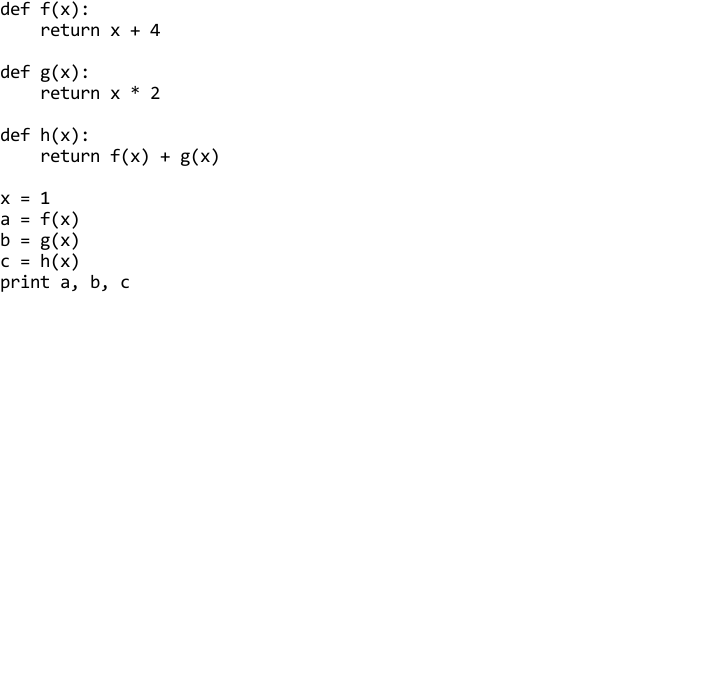 def f(x):
    return x + 4

def g(x):
    return x * 2

def h(x):
    return f(x) + g(x)

x = 1
a = f(x)
b = g(x)
c = h(x)
print a, b, c